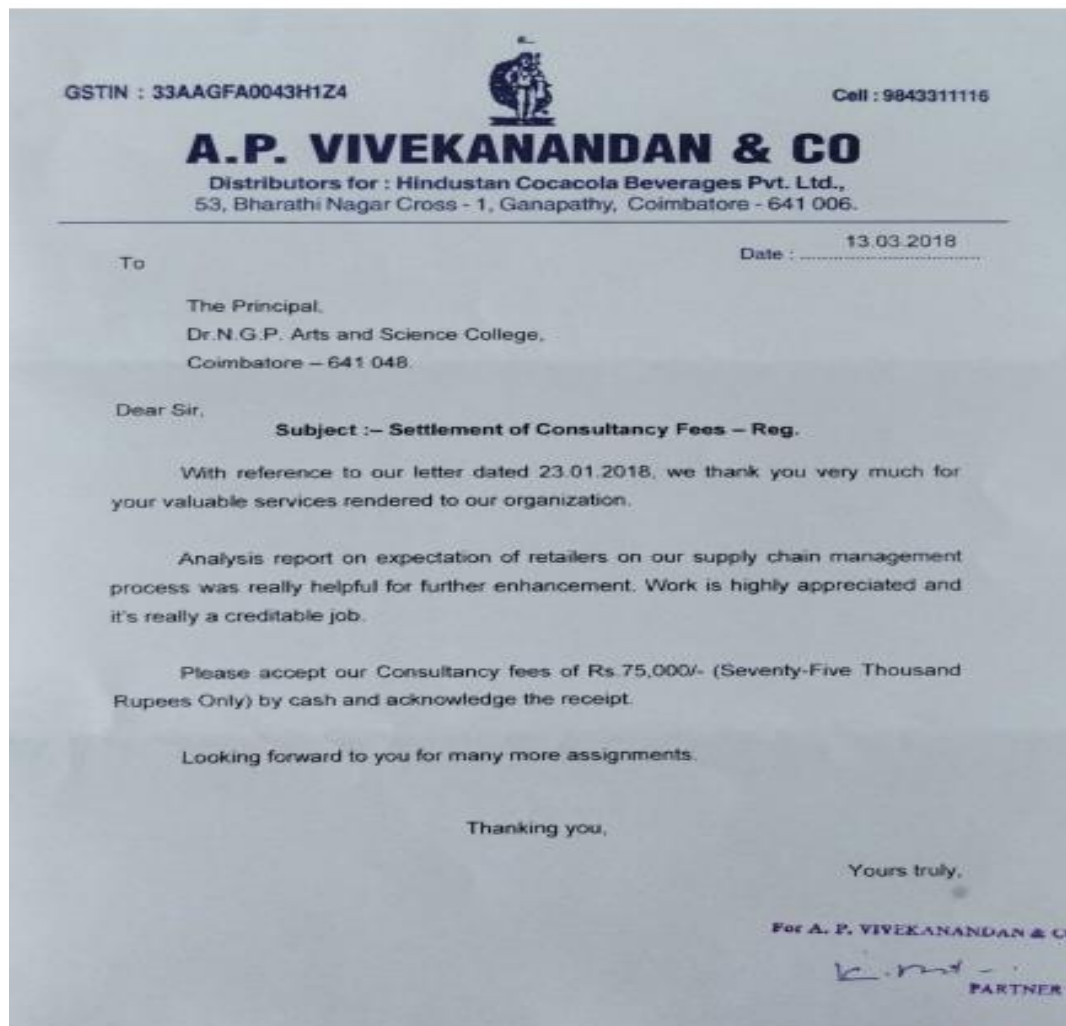 GSTIN : 33AAGFA0043H1Z4
Cell : 9843311116
A.P. VIVEKANANDAN & CO
Distributors for : Hindustan Cocacola Beverages Pvt. Ltd.,
53, Bharathi Nagar Cross - 1, Ganapathy, Coimbatore - 641 006.
Date : 13.03.2018
To
The Principal,
Dr.N.G.P. Arts and Science College,
Coimbatore – 641 048.
Dear Sir,
Subject :– Settlement of Consultancy Fees – Reg.
With reference to our letter dated 23.01.2018, we thank you very much for
your valuable services rendered to our organization.
Analysis report on expectation of retailers on our supply chain management
process was really helpful for further enhancement. Work is highly appreciated and
it's really a creditable job.
Please accept our Consultancy fees of Rs.75,000/- (Seventy-Five Thousand
Rupees Only) by cash and acknowledge the receipt.
Looking forward to you for many more assignments.
Thanking you,
Yours truly,
For A. P. VIVEKANANDAN & C
PARTNER